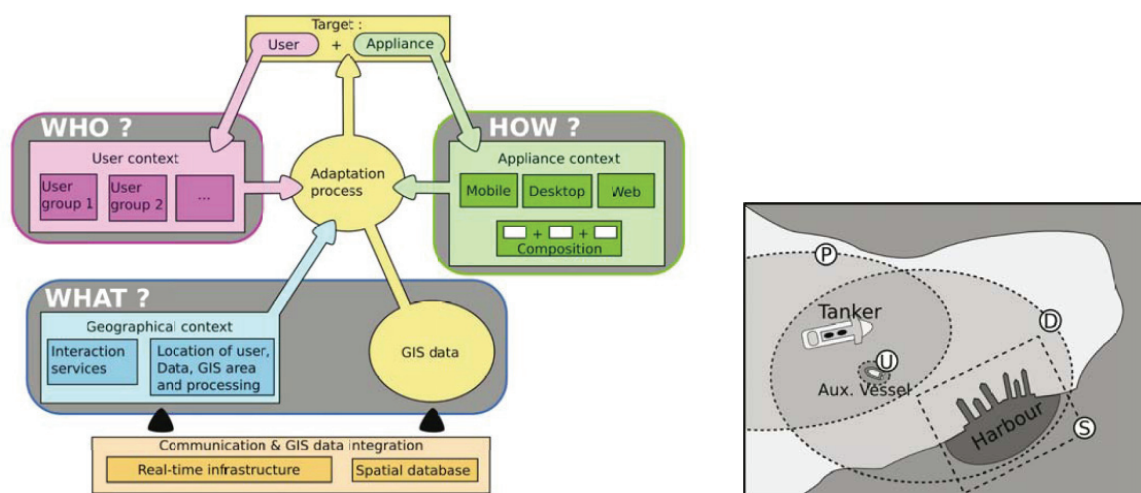 Target :
User + Appliance
WHO ?
User context
User
group 1
User
group 2
...
Adaptation
process
HOW ?
Appliance context
Mobile
Desktop
Web
+ +
Composition
WHAT ?
Geographical context
Interaction
services
Location of user,
Data, GIS area
and processing
GIS data
Communication & GIS data integration
Real-time infrastructure
Spatial database
P
Tanker
D
U
Aux. Vessel
Harbour
S